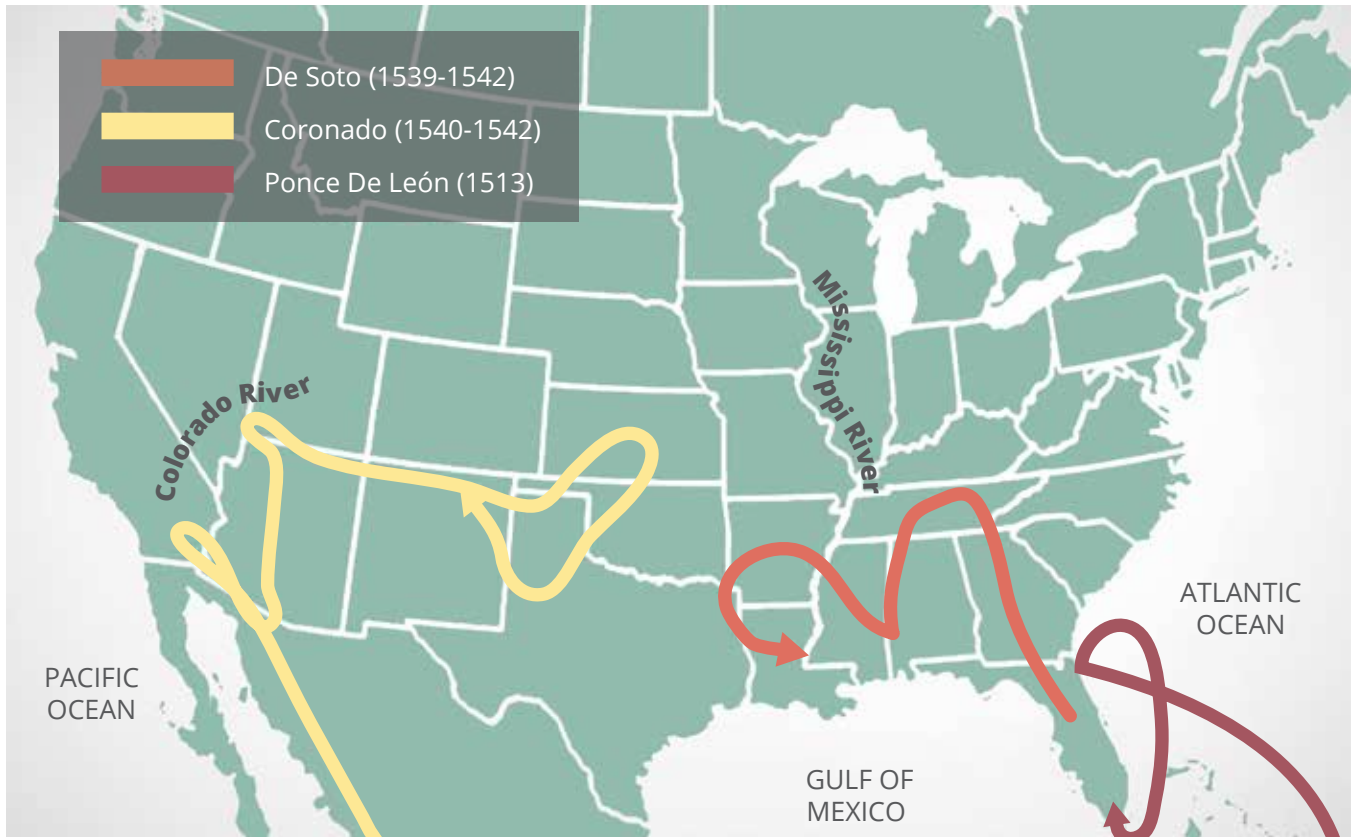 De Soto (1539-1542)
Coronado (1540-1542)
Ponce De León (1513)
Mississippi River
Colorado River
ATLANTIC
OCEAN
PACIFIC
OCEAN
GULF OF
MEXICO